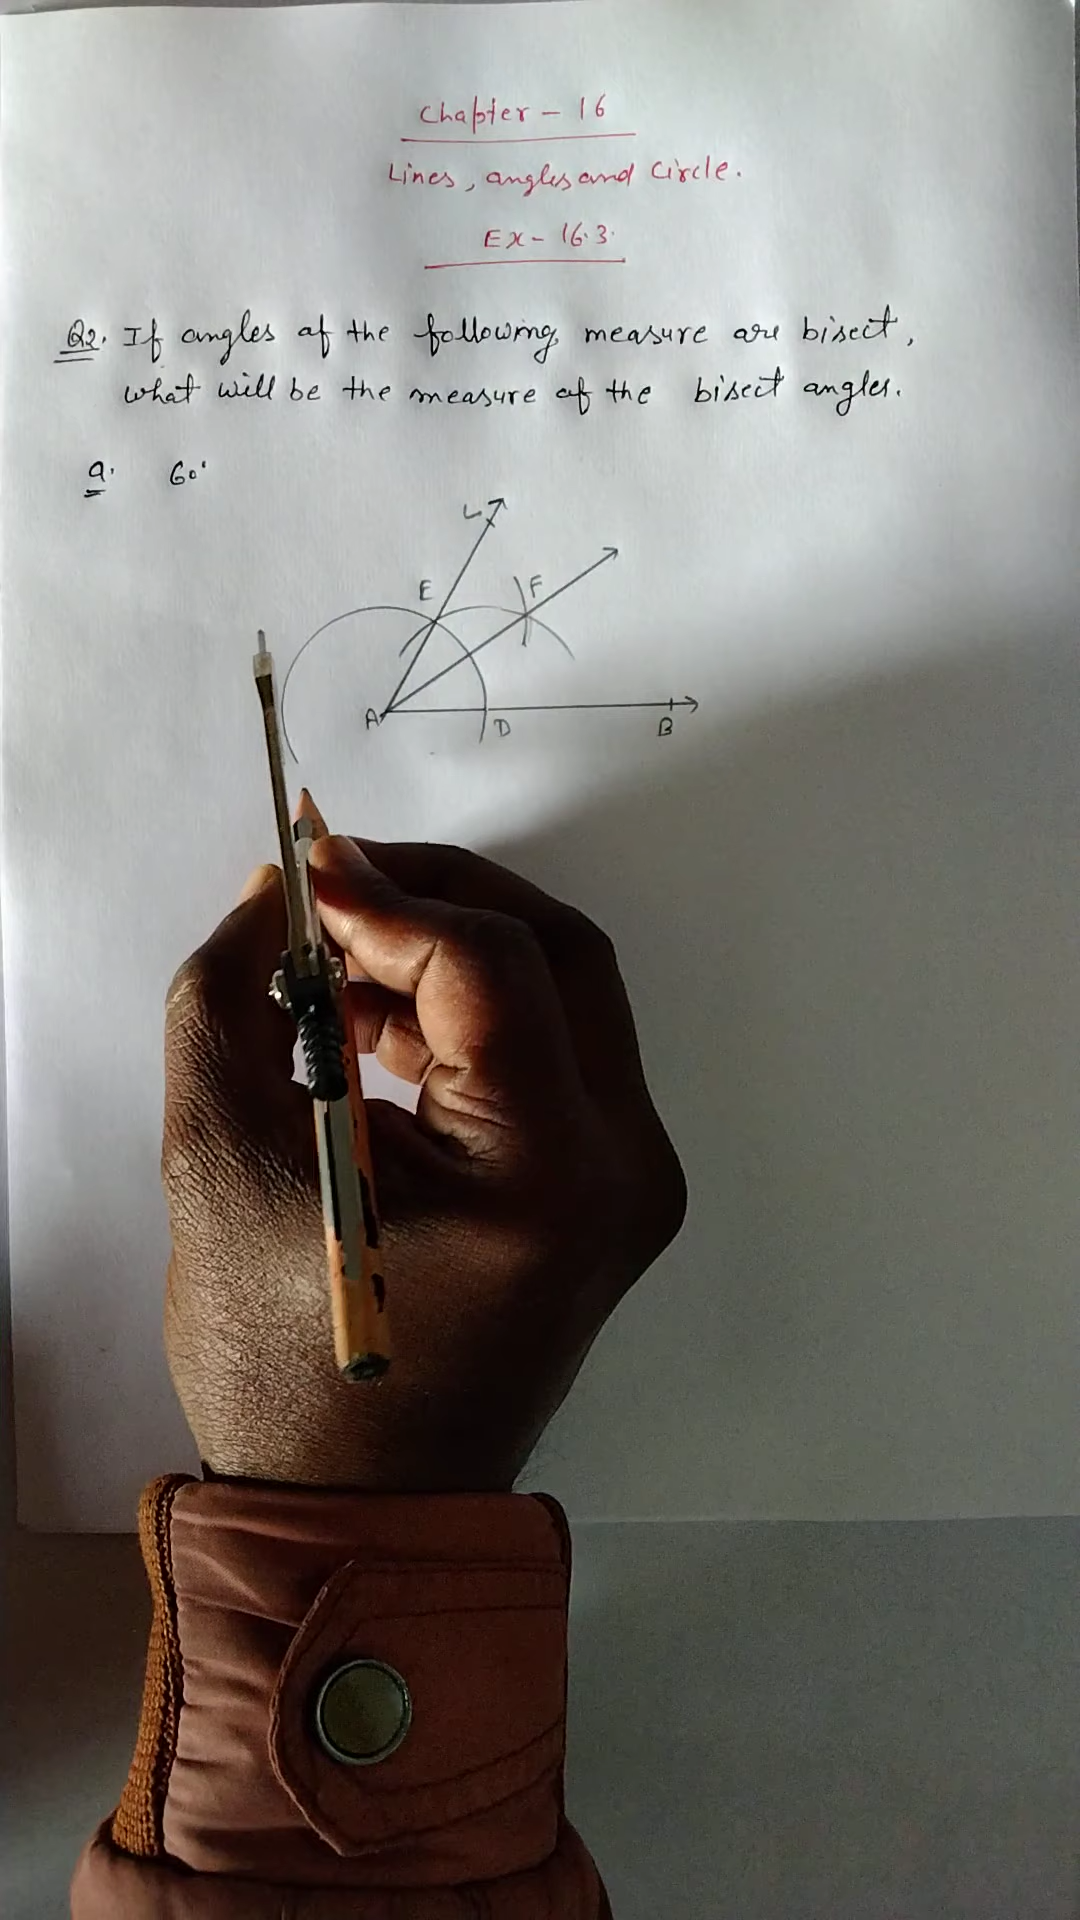 Chapter - 16
Lines, angles and Circle.
Ex - 16.3.
Q2. If angles of the following measure are bisect,
what will be the measure of the bisect angles.
a. 60°
L
E F
A D B